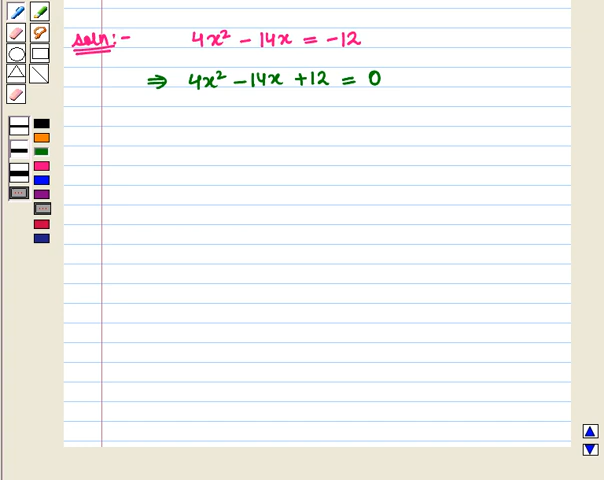 soln:- 4x² - 14x = -12
⇒ 4x² - 14x + 12 = 0